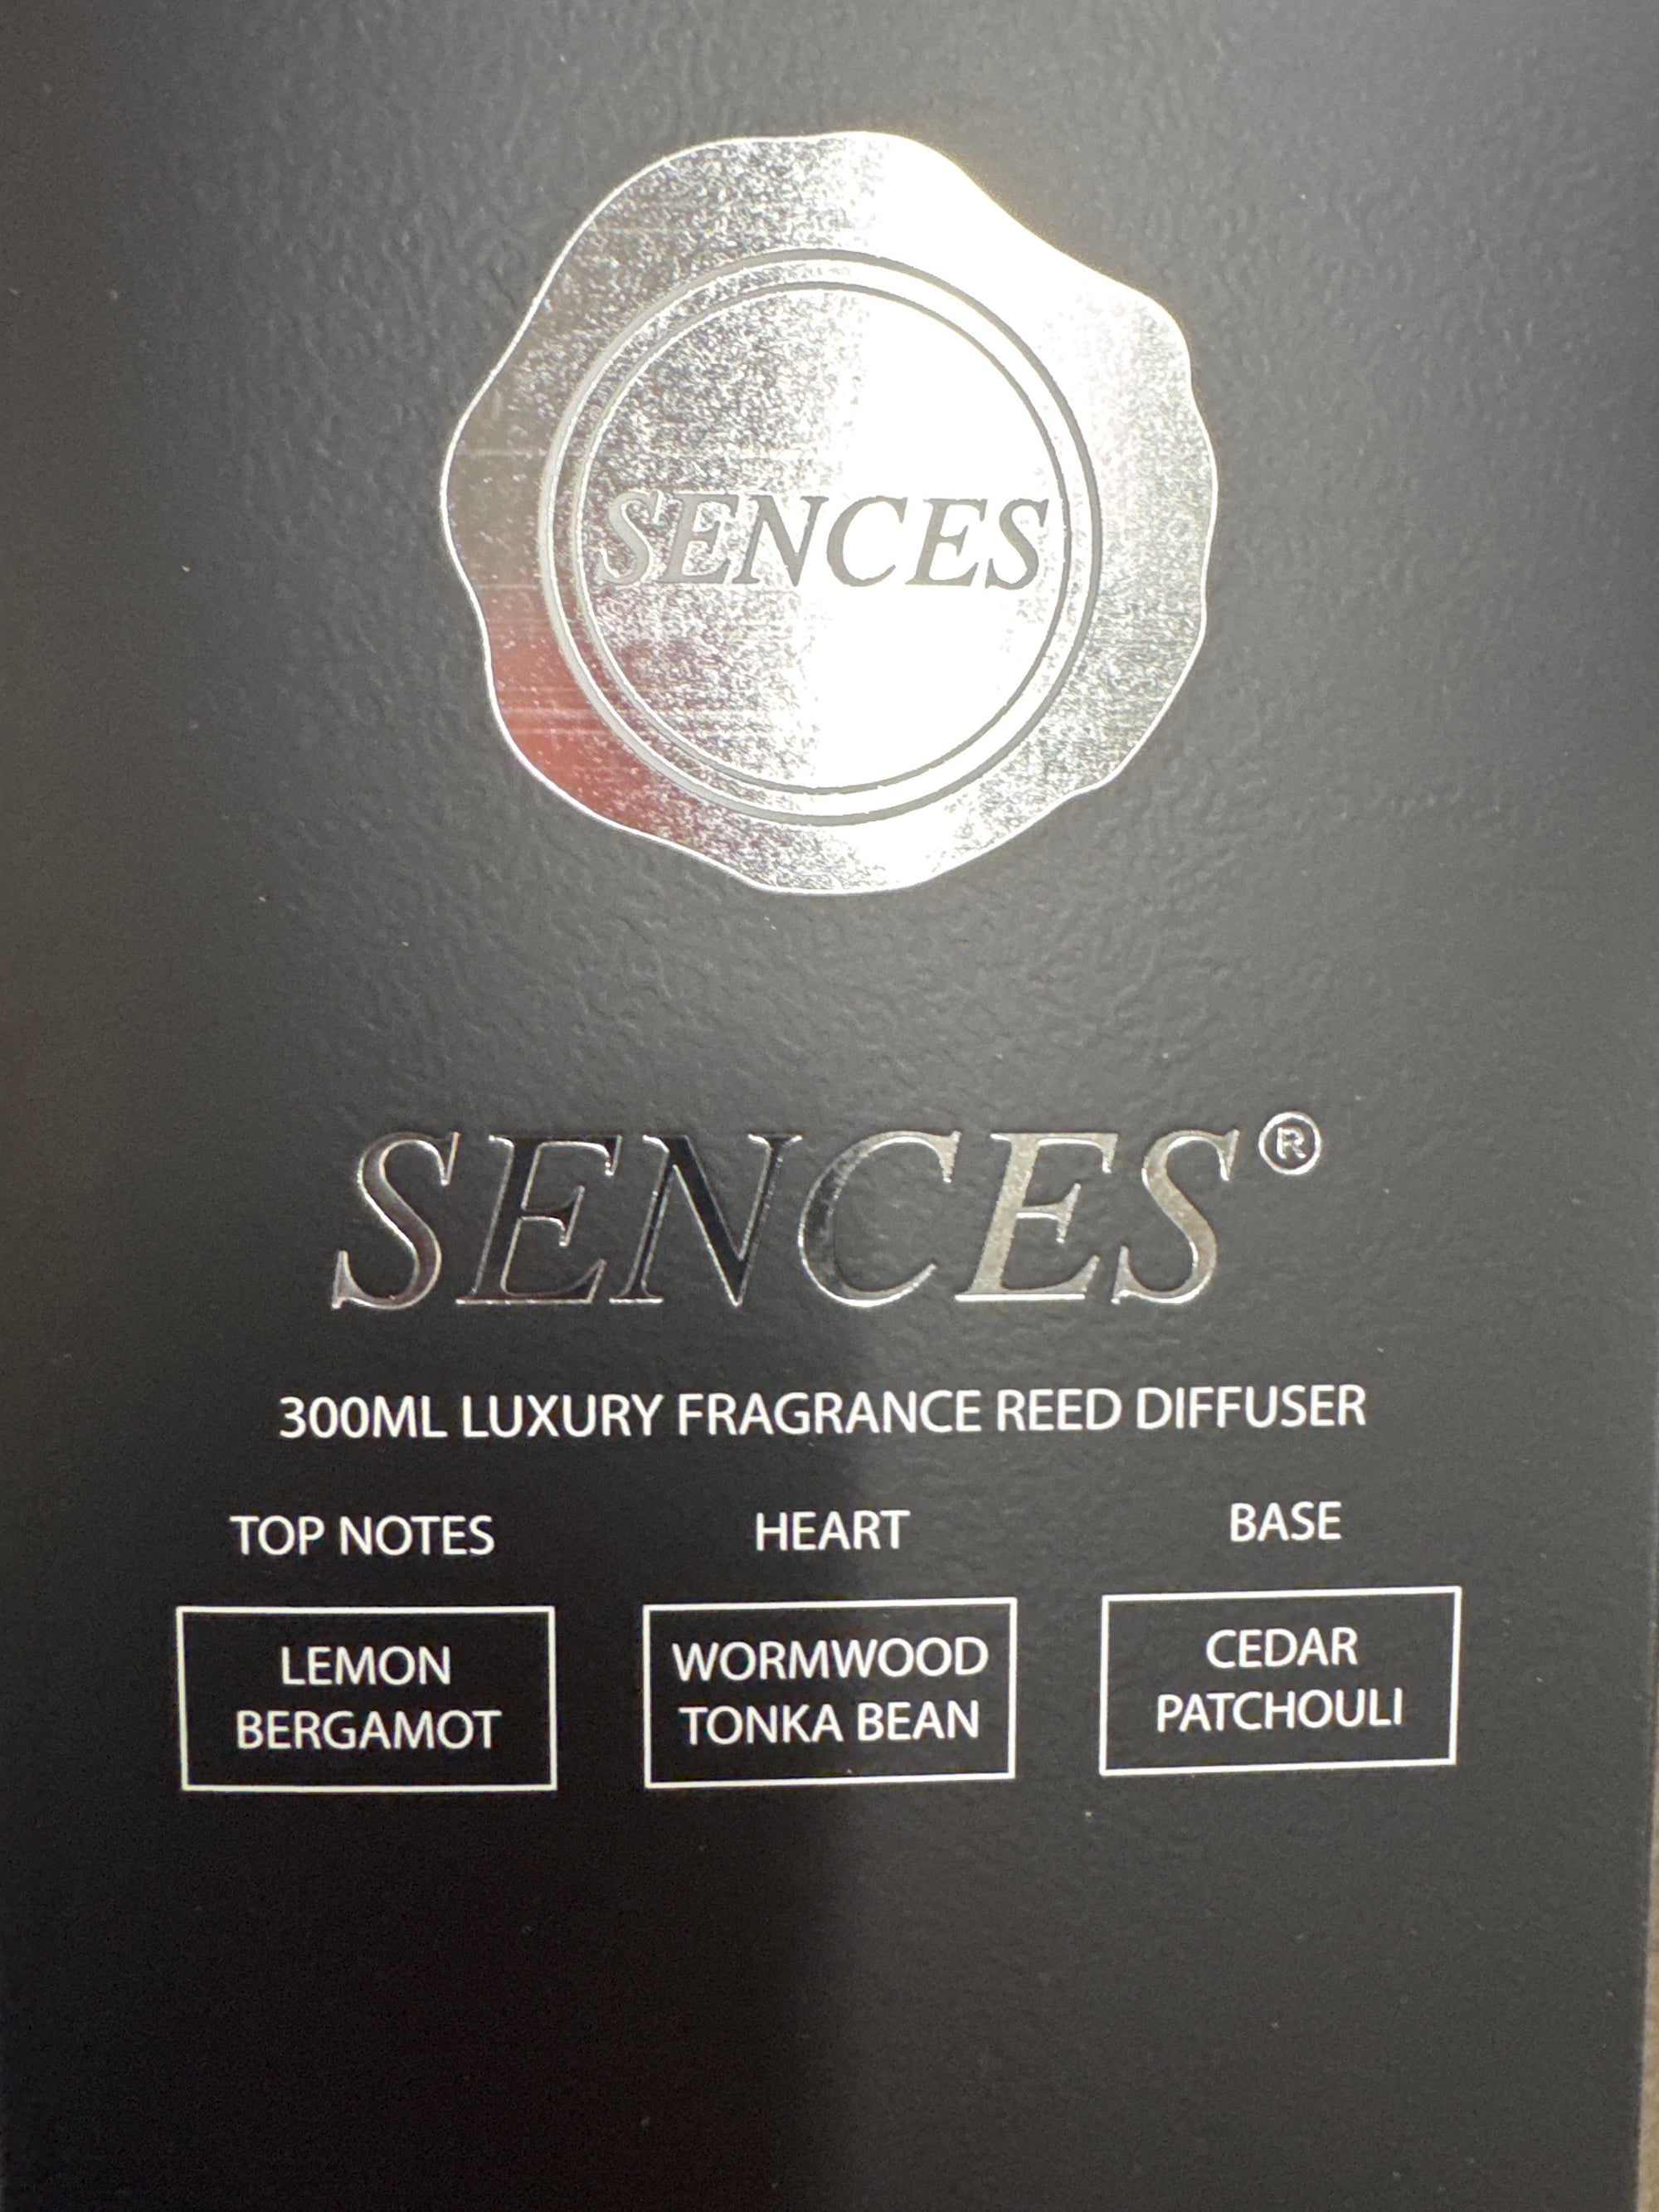 SENCES
SENCES®
300ML LUXURY FRAGRANCE REED DIFFUSER
TOP NOTES
LEMON
BERGAMOT
HEART
WORMWOOD
TONKA BEAN
BASE
CEDAR
PATCHOULI